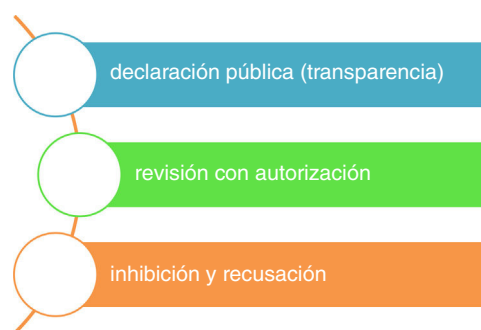 declaración pública (transparencia)
revisión con autorización
inhibición y recusación